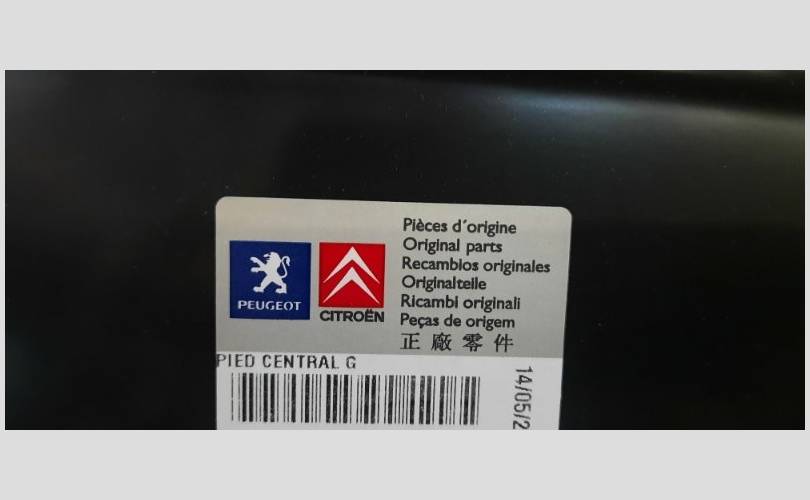 Pièces d'origine
Original parts
Recambios originales
Originalteile
Ricambi originali
Peças de origem
正廠零件
PEUGEOT
CITROËN
PIED CENTRAL G
14/05/2